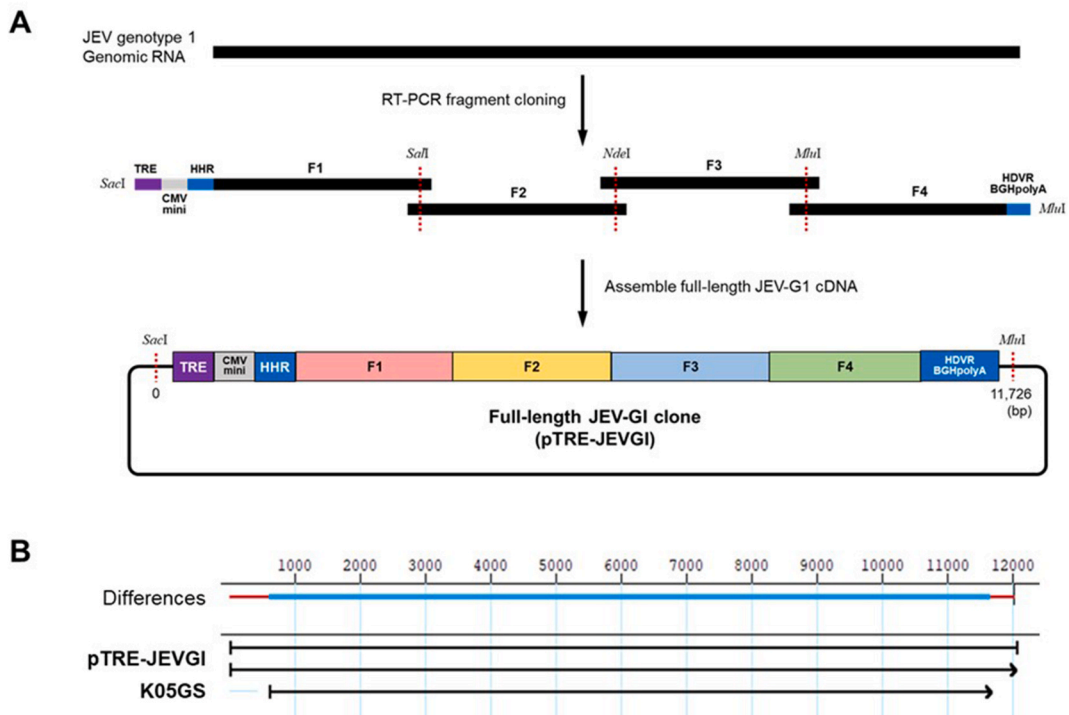 A
JEV genotype 1
Genomic RNA
RT-PCR fragment cloning
SacI
TRE
CMV
mini
HHR
F1
SalI
F2
NdeI
F3
MluI
F4
HDVR
BGHpolyA
MluI
Assemble full-length JEV-G1 cDNA
SacI
MluI
TRE
CMV
mini
HHR
F1
F2
F3
F4
HDVR
BGHpolyA
0
11,726
(bp)
Full-length JEV-GI clone
(pTRE-JEVGI)
B
1000 2000 3000 4000 5000 6000 7000 8000 9000 10000 11000 12000
Differences
pTRE-JEVGI
K05GS